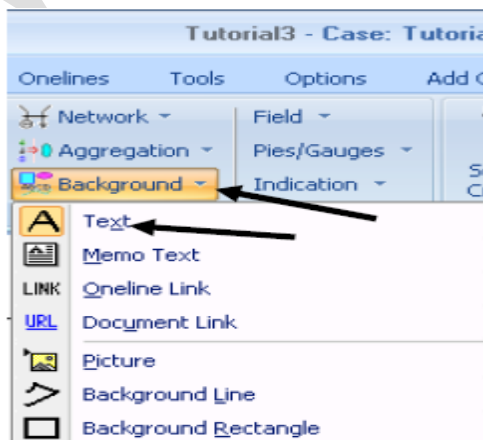 Tutorial3 - Case: Tutoria
Onelines Tools Options Add
Network Field
Aggregation Pies/Gauges
Background Indication
A Text
Memo Text
LINK Oneline Link
URL Document Link
Picture
Background Line
Background Rectangle